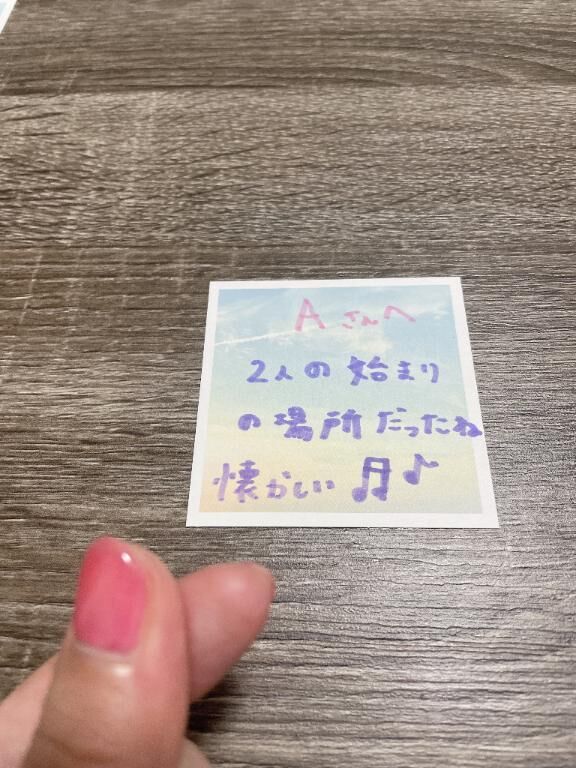 Aさんへ
2人の始まり
の場所だったね
懐かしい🎵♪